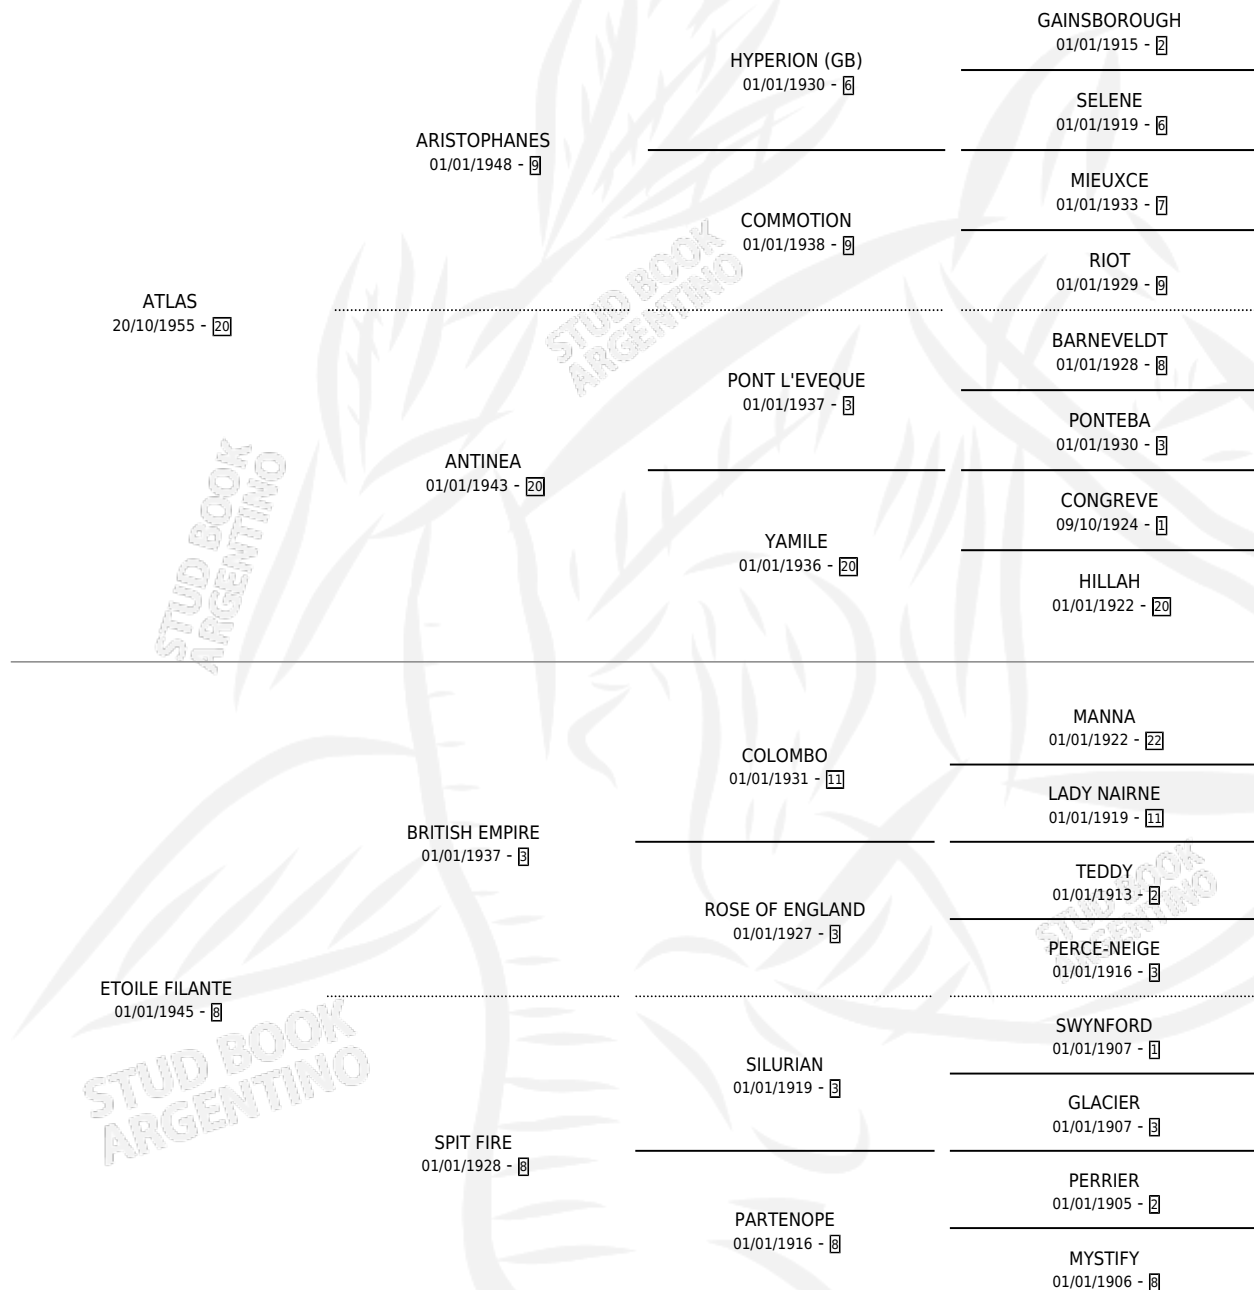 GAINSBOROUGH
01/01/1915 - 2
HYPERION (GB)
01/01/1930 - 6
SELENE
01/01/1919 - 6
ARISTOPHANES
01/01/1948 - 9
MIEUXCE
01/01/1933 - 7
COMMOTION
01/01/1938 - 9
RIOT
01/01/1929 - 9
ATLAS
20/10/1955 - 20
BARNEVELDT
01/01/1928 - 8
PONT L'EVEQUE
01/01/1937 - 3
PONTEBA
01/01/1930 - 3
ANTINEA
01/01/1943 - 20
CONGREVE
09/10/1924 - 1
YAMILE
01/01/1936 - 20
HILLAH
01/01/1922 - 20
MANNA
01/01/1922 - 22
COLOMBO
01/01/1931 - 11
LADY NAIRNE
01/01/1919 - 11
BRITISH EMPIRE
01/01/1937 - 3
TEDDY
01/01/1913 - 2
ROSE OF ENGLAND
01/01/1927 - 3
PERCE-NEIGE
01/01/1916 - 3
ETOILE FILANTE
01/01/1945 - 8
SWYNFORD
01/01/1907 - 1
SILURIAN
01/01/1919 - 3
GLACIER
01/01/1907 - 3
SPIT FIRE
01/01/1928 - 8
PERRIER
01/01/1905 - 2
PARTENOPE
01/01/1916 - 8
MYSTIFY
01/01/1906 - 8
STUD BOOK
ARGENTINO
STUD BOOK
ARGENTINO
STUD BOOK
ARGENTINO
STUD BOOK
ARGENTINO